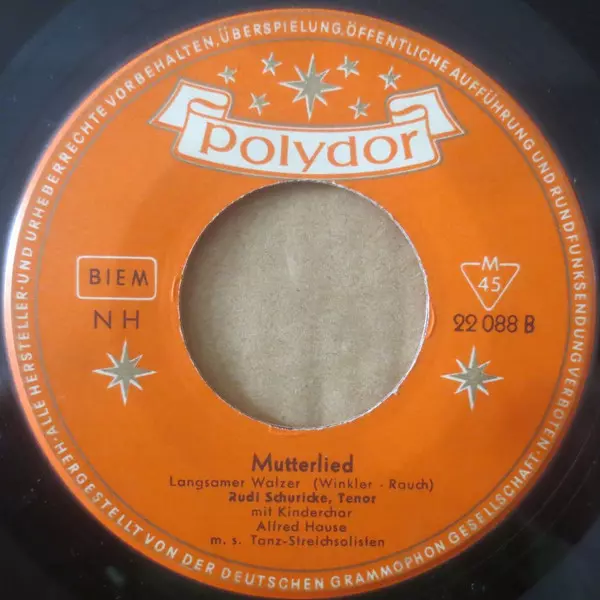 ALLE HERSTELLER- UND URHEBERRECHTE VORBEHALTEN, ÜBERSPIELUNG, ÖFFENTLICHE AUFFÜHRUNG UND RUNDFUNKSENDUNG VERBOTEN
polydor
BIEM
NH
M
45
22 088 B
Mutterlied
Langsamer Walzer (Winkler - Rauch)
Rudi Schuricke, Tenor
mit Kinderchor
Alfred Hause
m. s. Tanz-Streichsolisten
· HERGESTELLT VON DER DEUTSCHEN GRAMMOPHON GESELLSCHAFT ·